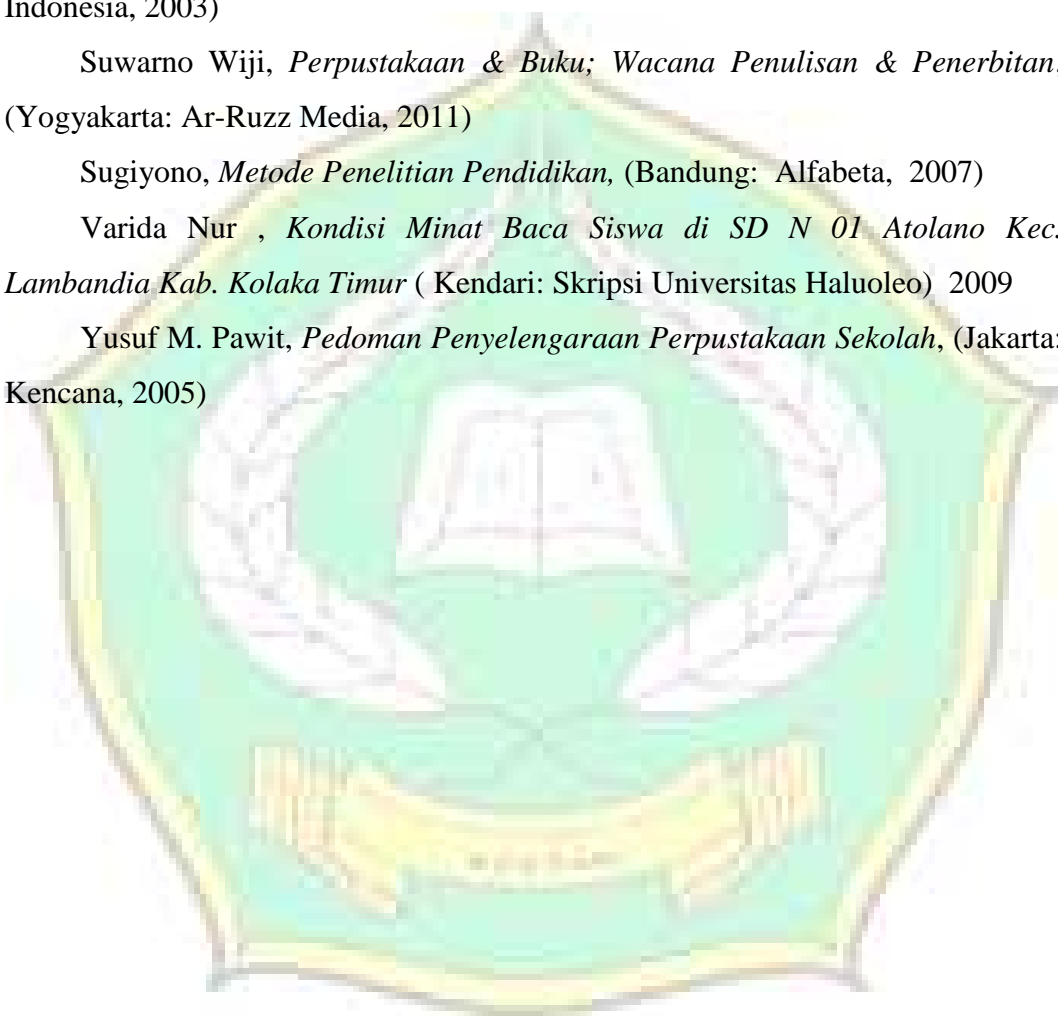 Indonesia, 2003)
Suwarno Wiji, Perpustakaan & Buku; Wacana Penulisan & Penerbitan.
(Yogyakarta: Ar-Ruzz Media, 2011)
Sugiyono, Metode Penelitian Pendidikan, (Bandung: Alfabeta, 2007)
Varida Nur , Kondisi Minat Baca Siswa di SD N 01 Atolano Kec.
Lambandia Kab. Kolaka Timur ( Kendari: Skripsi Universitas Haluoleo) 2009
Yusuf M. Pawit, Pedoman Penyelengaraan Perpustakaan Sekolah, (Jakarta:
Kencana, 2005)